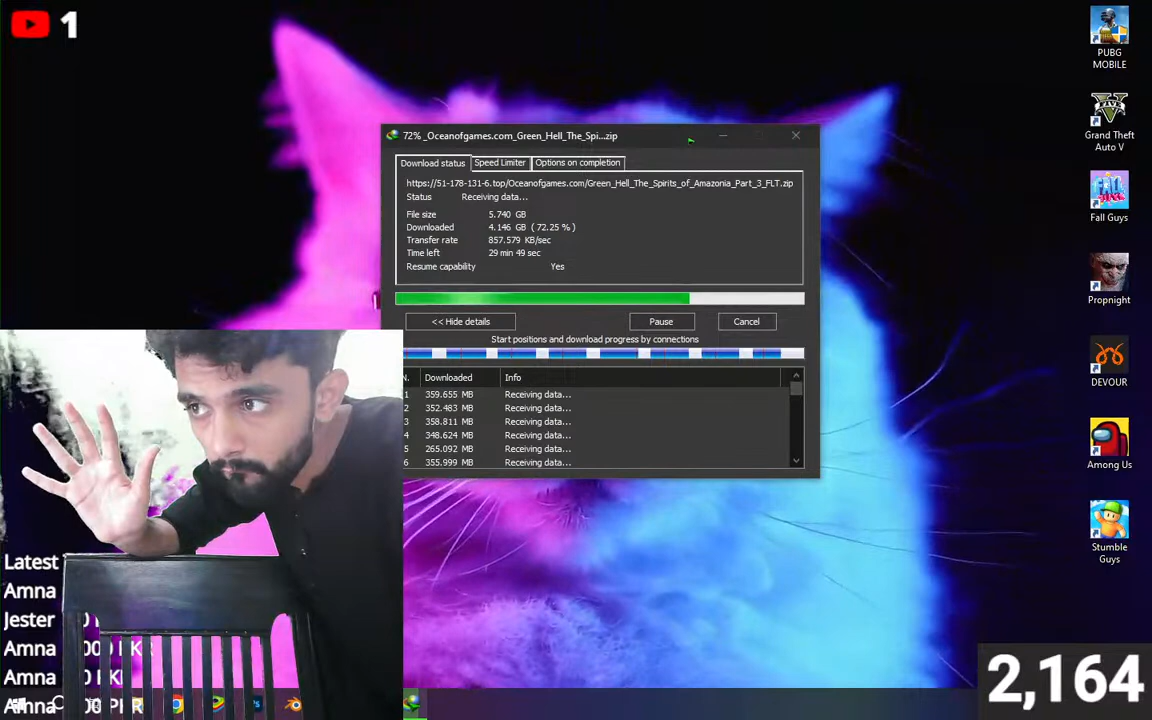 1
PUBG
MOBILE
Grand Theft
Auto V
Fall Guys
Propnight
DEVOUR
Among Us
Stumble
Guys
72% _Oceanofgames.com_Green_Hell_The_Spi...zip
Download status
Speed Limiter
Options on completion
https://51-178-131-6.top/Oceanofgames.com/Green_Hell_The_Spirits_of_Amazonia_Part_3_FLT.zip
Status Receiving data...
File size 5.740 GB
Downloaded 4.146 GB ( 72.25 % )
Transfer rate 857.579 KB/sec
Time left 29 min 49 sec
Resume capability Yes
<< Hide details
Pause
Cancel
Start positions and download progress by connections
N. Downloaded Info
1 359.655 MB Receiving data...
2 352.483 MB Receiving data...
3 358.811 MB Receiving data...
4 348.624 MB Receiving data...
5 265.092 MB Receiving data...
6 355.999 MB Receiving data...
Latest
Amna
Jester
Amna
Amna
Amna
2,164